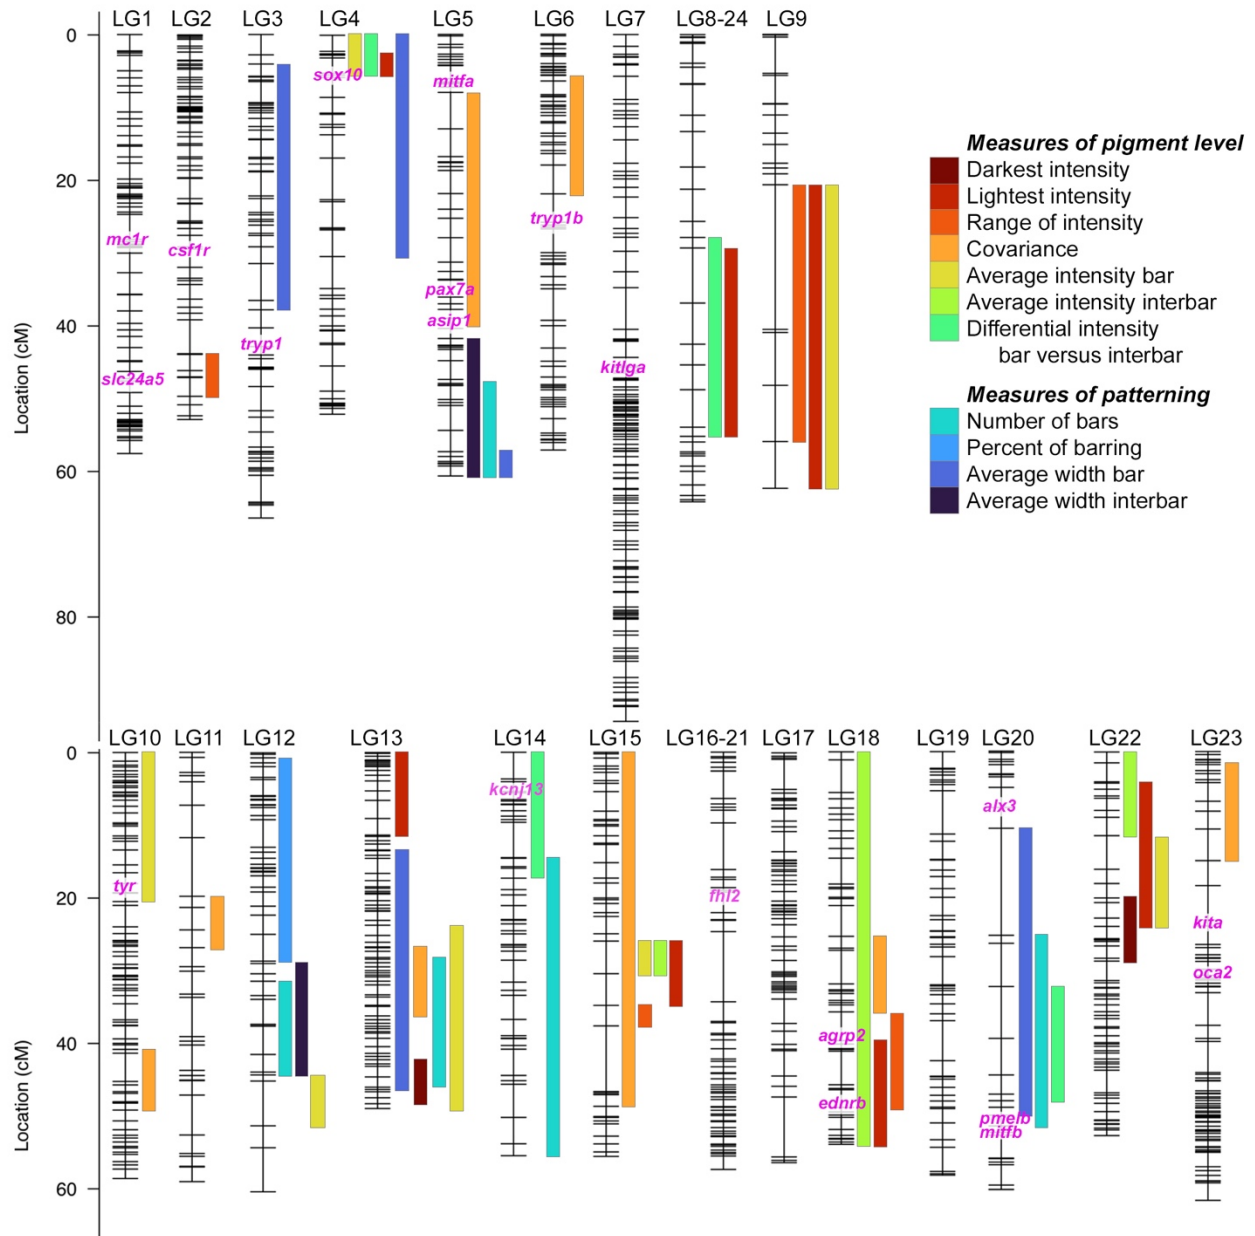 LG1 LG2 LG3 LG4 LG5 LG6 LG7 LG8-24 LG9
0
20
40
60
80
Location (cM)
mc1r
slc24a5
csf1r
tryp1
sox10
mitfa
pax7a
asip1
tryp1b
kitlga
Measures of pigment level
Darkest intensity
Lightest intensity
Range of intensity
Covariance
Average intensity bar
Average intensity interbar
Differential intensity
bar versus interbar
Measures of patterning
Number of bars
Percent of barring
Average width bar
Average width interbar
LG10 LG11 LG12 LG13 LG14 LG15 LG16-21 LG17 LG18 LG19 LG20 LG22 LG23
0
20
40
60
Location (cM)
tyr
kcnj13
fhl2
agrp2
ednrb
alx3
pmelb
mitfb
kita
oca2